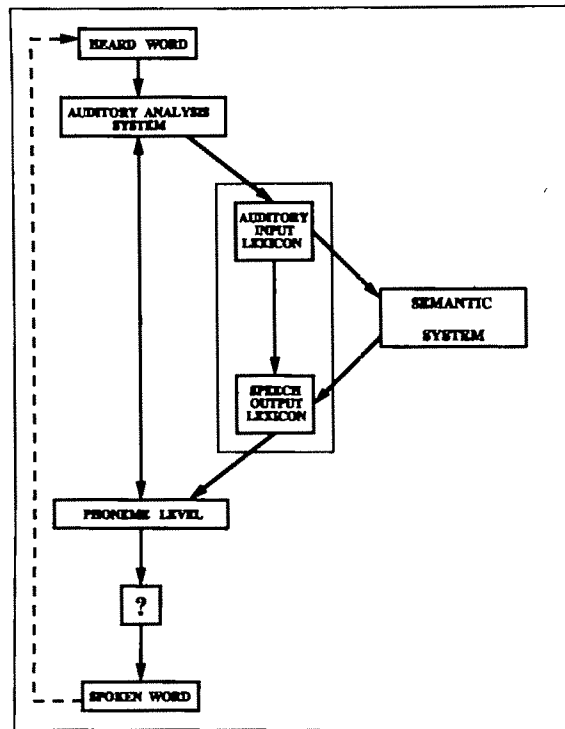 HEARD WORD
AUDITORY ANALYSIS
SYSTEM
AUDITORY
INPUT
LEXICON
SEMANTIC
SYSTEM
SPEECH
OUTPUT
LEXICON
PHONEME LEVEL
?
SPOKEN WORD